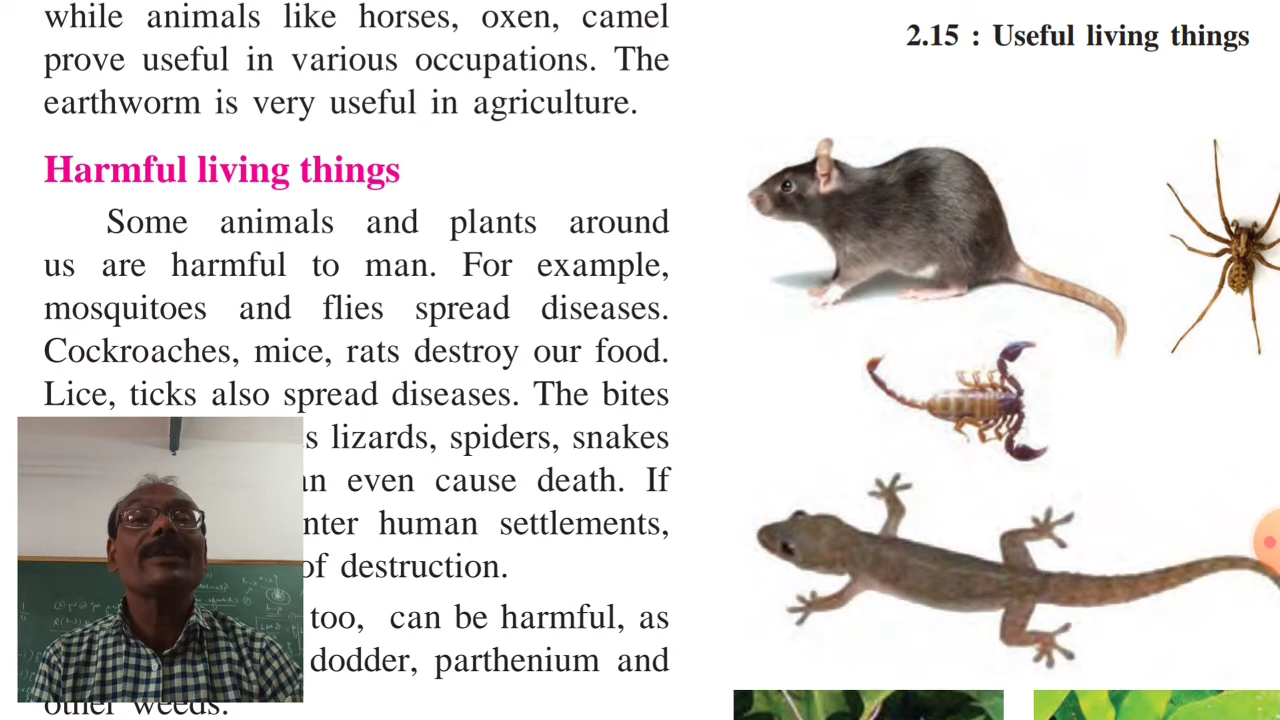 while animals like horses, oxen, camel
prove useful in various occupations. The
earthworm is very useful in agriculture.
Harmful living things
Some animals and plants around
us are harmful to man. For example,
mosquitoes and flies spread diseases.
Cockroaches, mice, rats destroy our food.
Lice, ticks also spread diseases. The bites
lizards, spiders, snakes
even cause death. If
human settlements,
of destruction.
too, can be harmful, as
dodder, parthenium and
other weeds.
2.15 : Useful living things